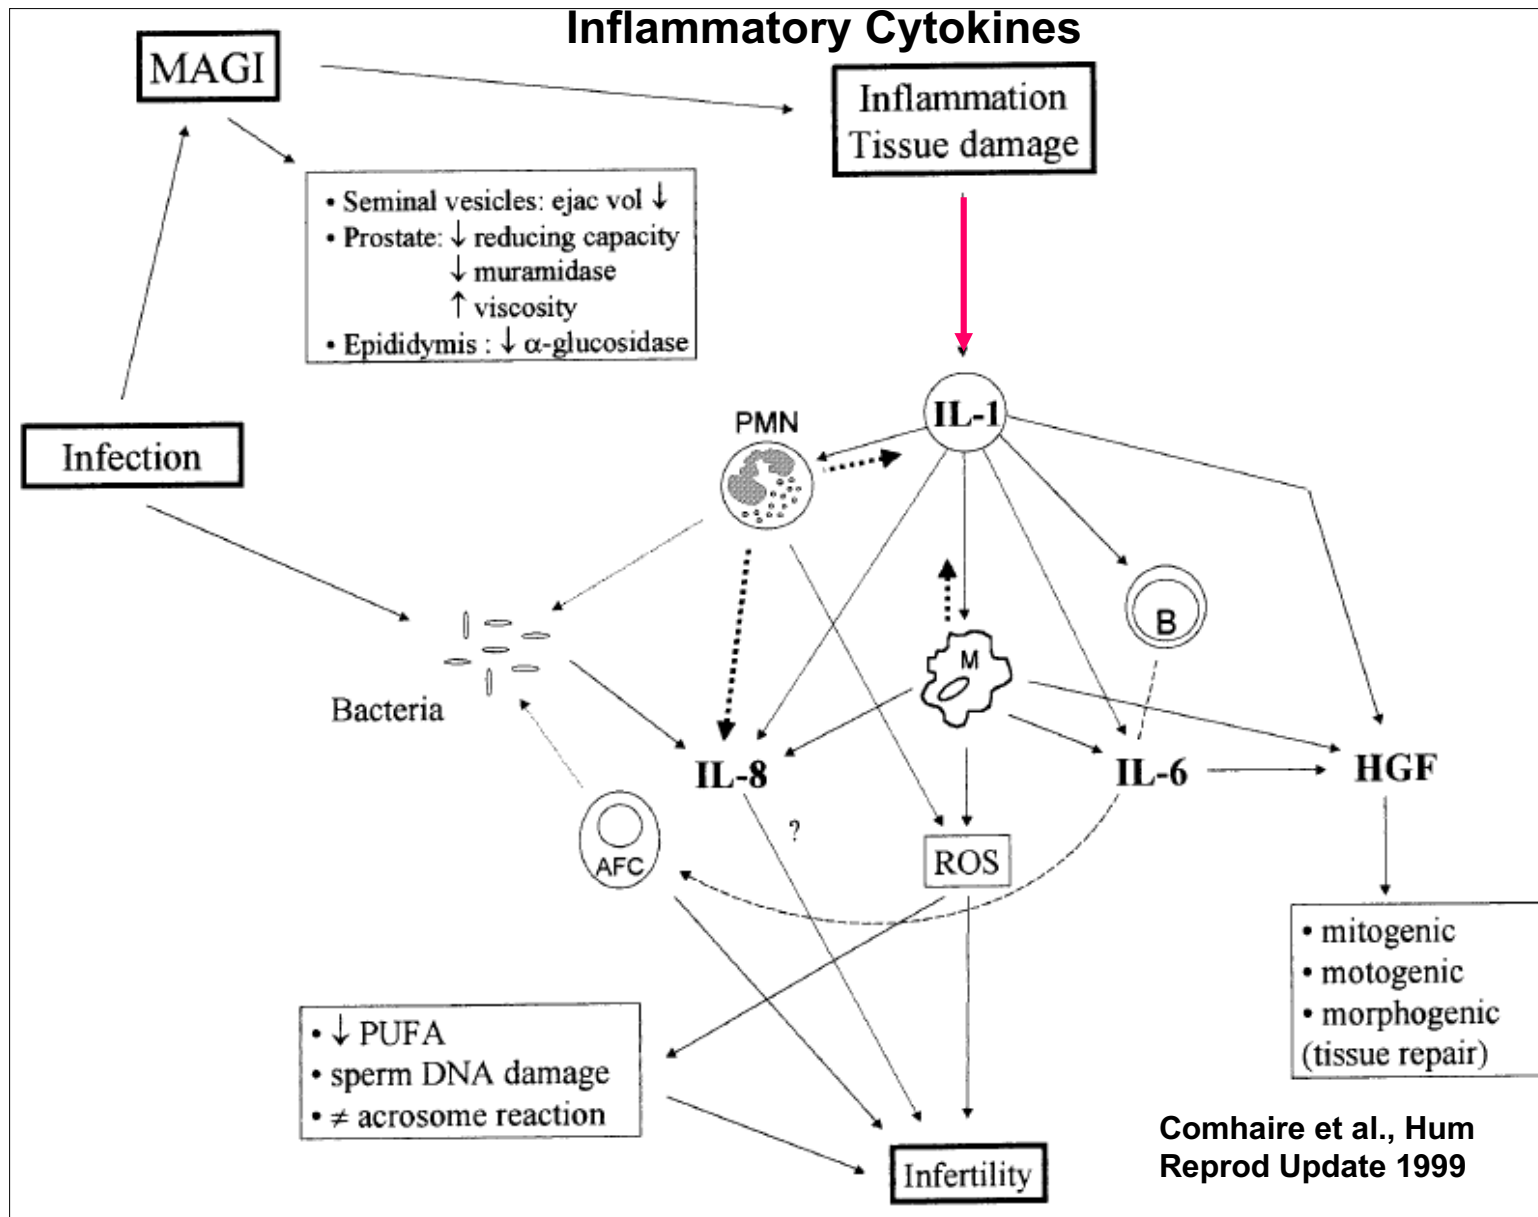 Inflammatory Cytokines
MAGI
Inflammation
Tissue damage
• Seminal vesicles: ejac vol ↓
• Prostate: ↓ reducing capacity
↓ muramidase
↑ viscosity
• Epididymis : ↓ α-glucosidase
IL-1
PMN
Infection
B
M
Bacteria
IL-8
IL-6
HGF
?
AFC
ROS
• mitogenic
• motogenic
• morphogenic
(tissue repair)
• ↓ PUFA
• sperm DNA damage
• ≠ acrosome reaction
Infertility
Comhaire et al., Hum
Reprod Update 1999